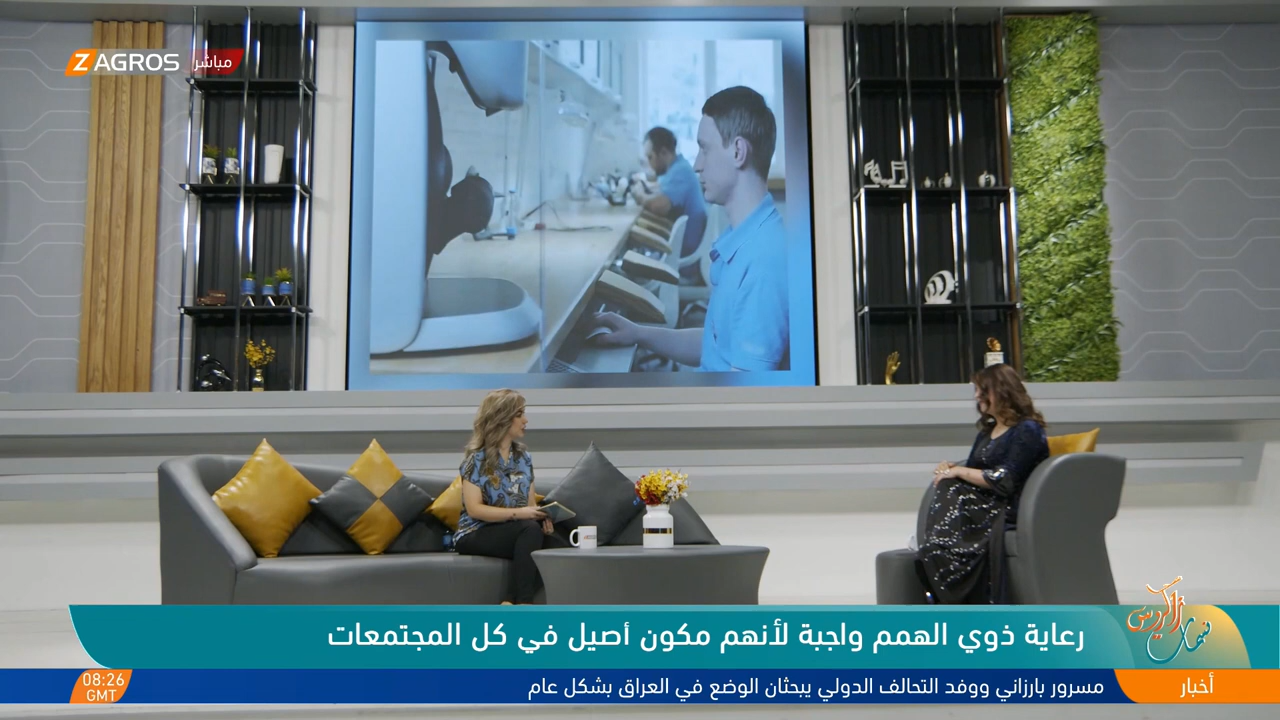 ZAGROS مباشر
رعاية ذوي الهمم واجبة لأنهم مكون أصيل في كل المجتمعات
أخبار
مسرور بارزاني ووفد التحالف الدولي يبحثان الوضع في العراق بشكل عام
08:26
GMT